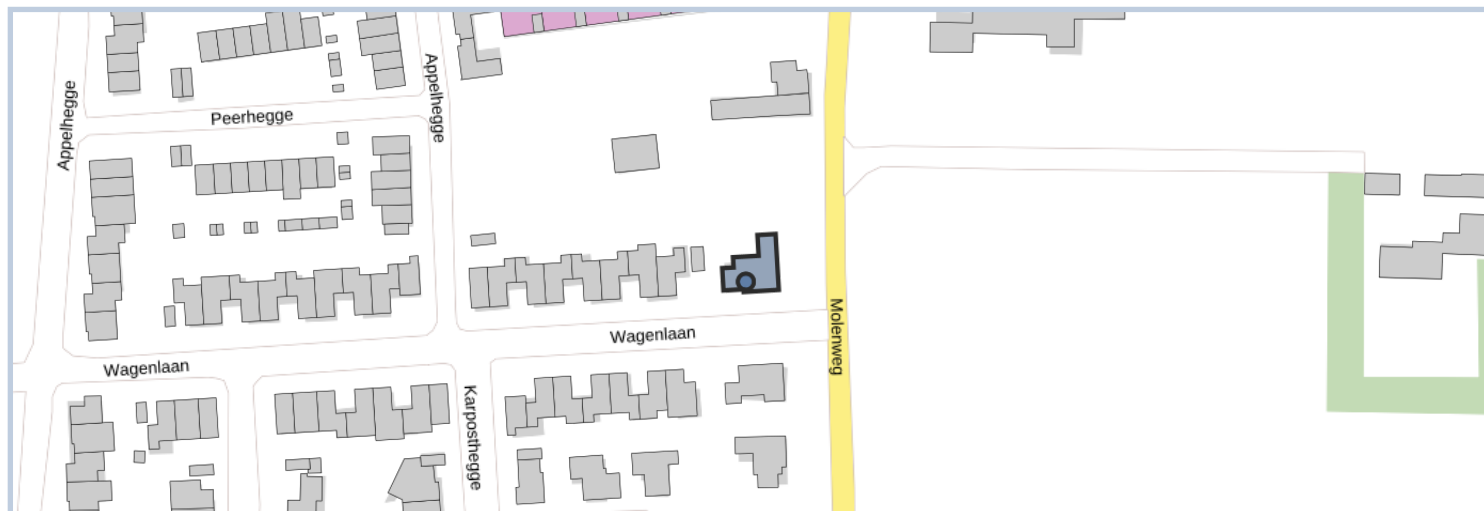 Appelhegge
Peerhegge
Appelhegge
Wagenlaan
Wagenlaan
Molenweg
Karposthegge